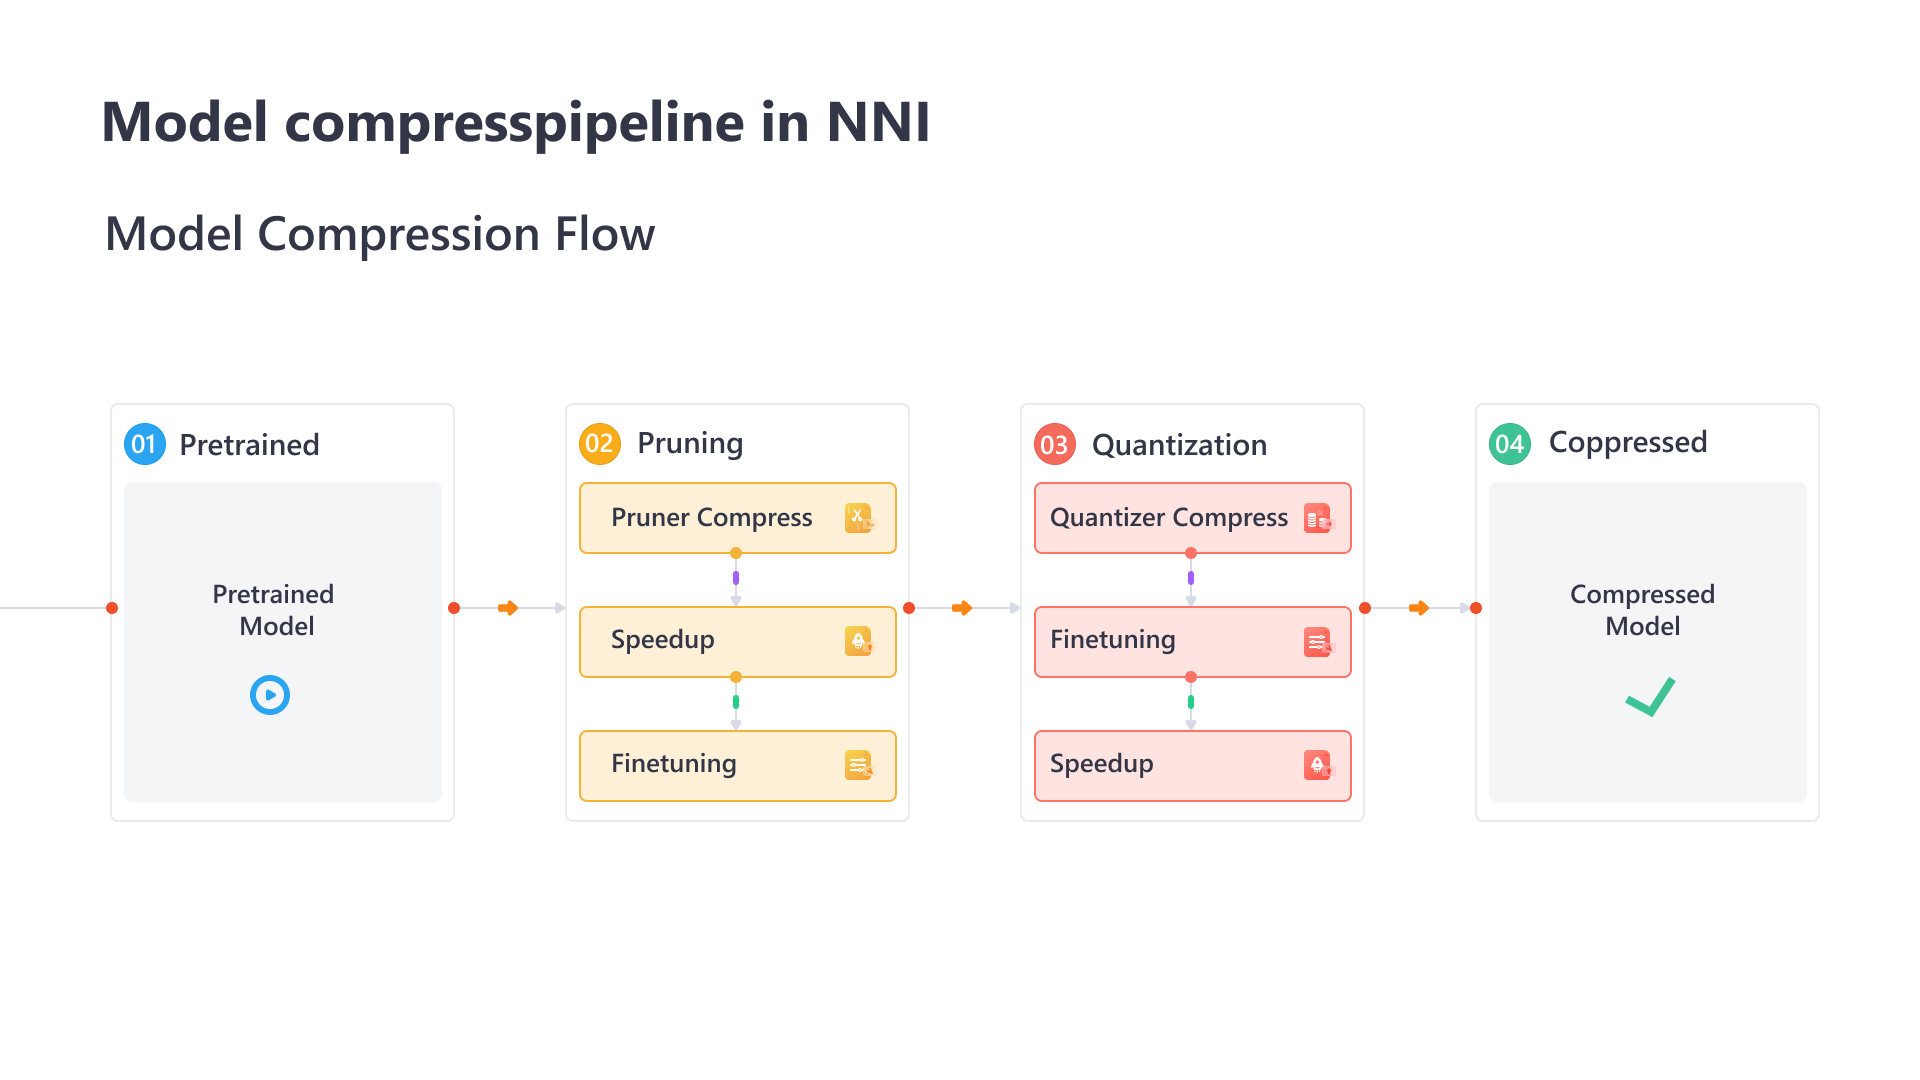 Model compresspipeline in NNI
Model Compression Flow
01 Pretrained
Pretrained
Model
02 Pruning
Pruner Compress
Speedup
Finetuning
03 Quantization
Quantizer Compress
Finetuning
Speedup
04 Coppressed
Compressed
Model